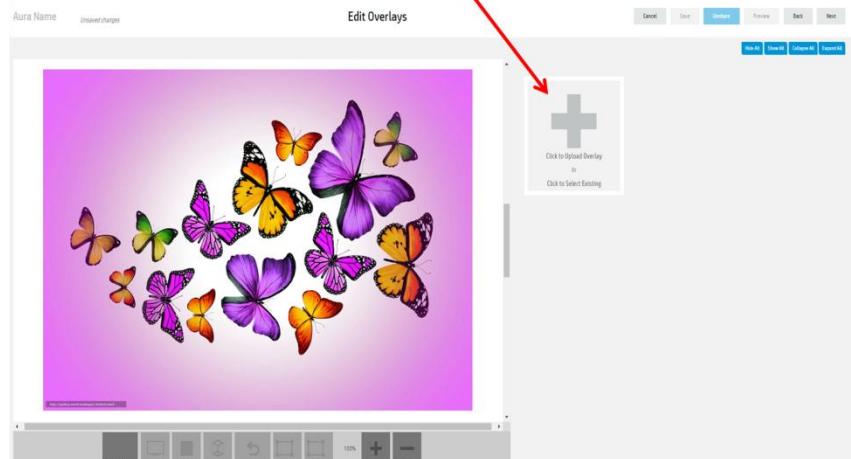 Aura Name
Unsaved changes
Edit Overlays
Cancel
Save
Unshare
Preview
Back
Next
Hide All
Show All
Collapse All
Expand All
Click to Upload Overlay
Or
Click to Select Existing
100%